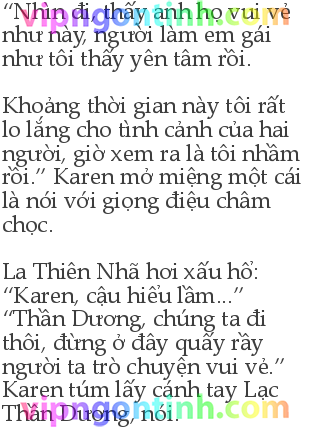 “Nhìn đi, thấy anh họ vui vẻ
như này, người làm em gái
như tôi thấy yên tâm rồi.
Khoảng thời gian này tôi rất
lo lắng cho tình cảnh của hai
người, giờ xem ra là tôi nhầm
rồi.” Karen mở miệng một cái
là nói với giọng điệu châm
chọc.
La Thiên Nhã hơi xấu hổ:
“Karen, cậu hiểu lầm...”
“Thần Dương, chúng ta đi
thôi, đừng ở đây quấy rầy
người ta trò chuyện vui vẻ.”
Karen túm lấy cánh tay Lạc
Thần Dương, nói.
vipngontinh.com
vipngontinh.com